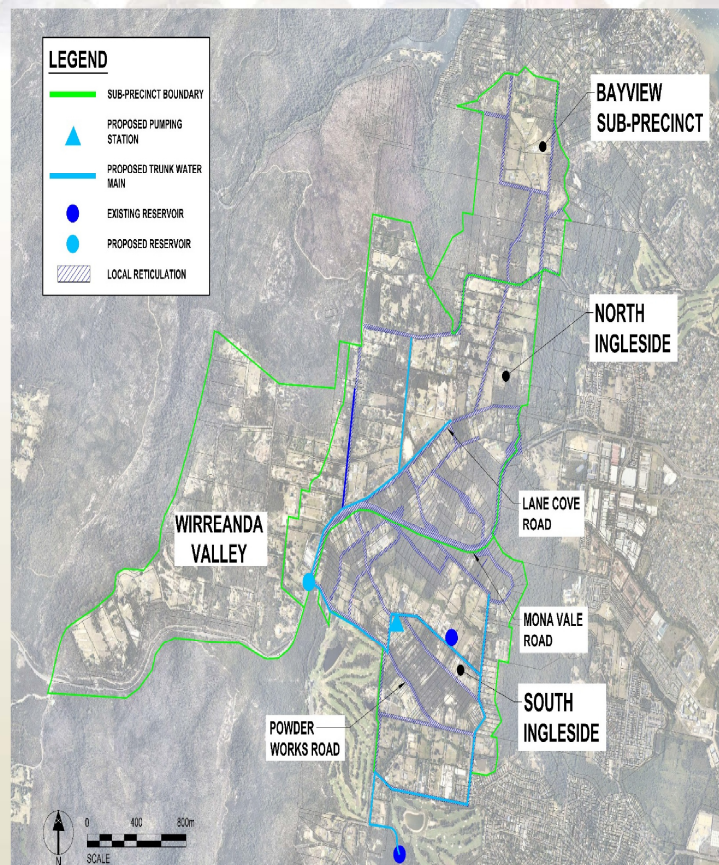 LEGEND
SUB-PRECINCT BOUNDARY
PROPOSED PUMPING
STATION
PROPOSED TRUNK WATER
MAIN
EXISTING RESERVOIR
PROPOSED RESERVOIR
LOCAL RETICULATION
BAYVIEW
SUB-PRECINCT
NORTH
INGLESIDE
LANE COVE
ROAD
WIRREANDA
VALLEY
MONA VALE
ROAD
SOUTH
INGLESIDE
POWDER
WORKS ROAD
N
0 400 800m
SCALE